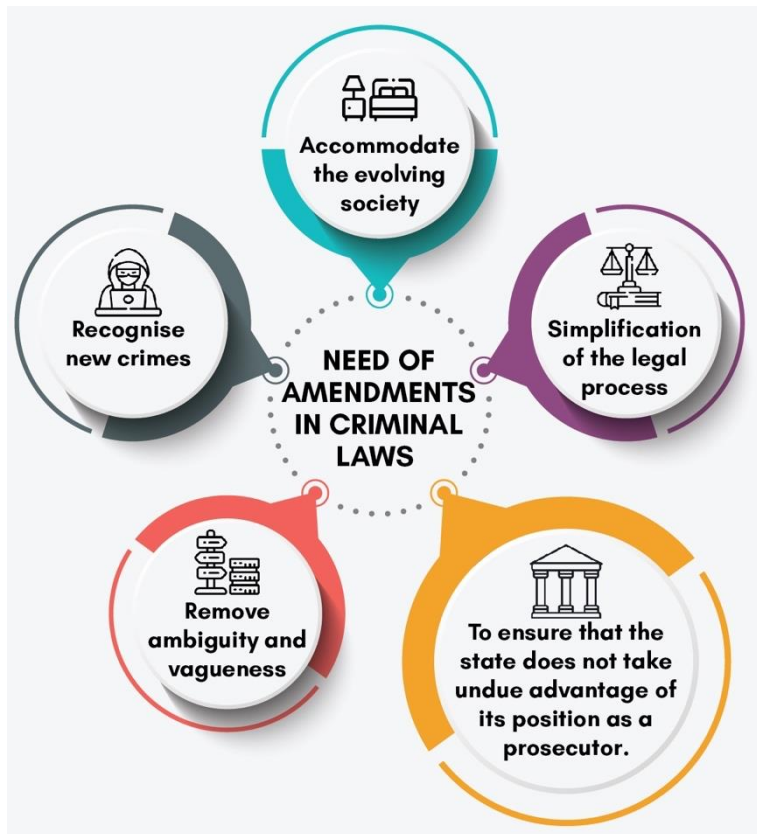 Accommodate
the evolving
society
Recognise
new crimes
Simplification
of the legal
process
NEED OF
AMENDMENTS
IN CRIMINAL
LAWS
Remove
ambiguity and
vagueness
To ensure that the
state does not take
undue advantage of
its position as a
prosecutor.